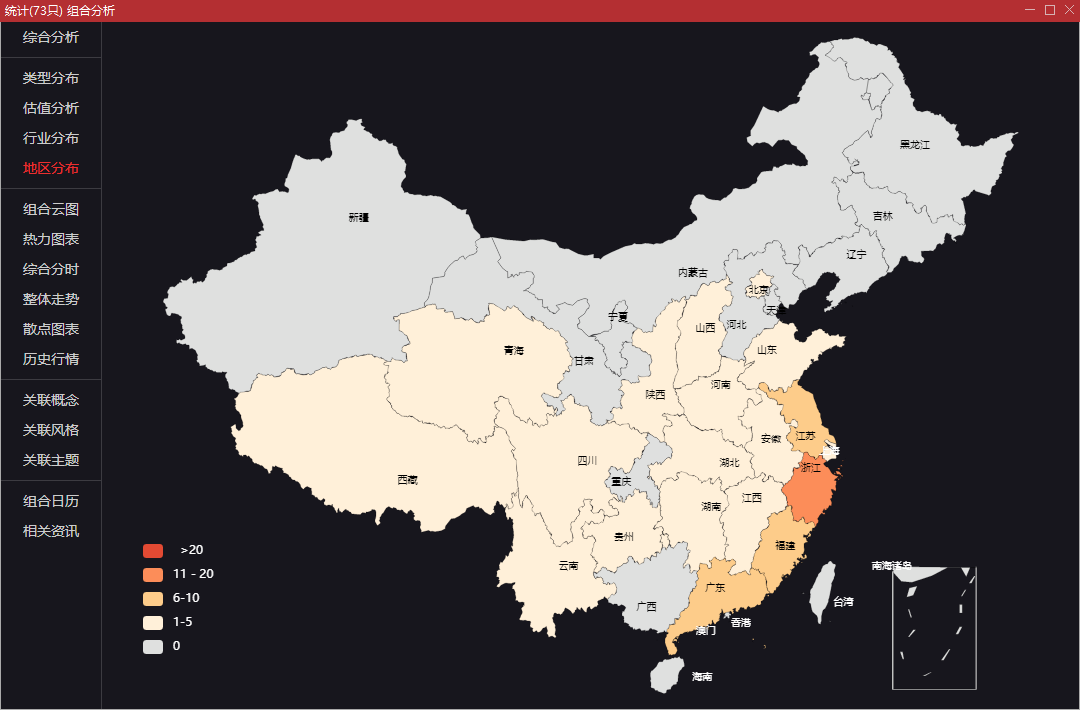 统计(73只) 组合分析
综合分析
类型分布
估值分析
行业分布
地区分布
组合云图
热力图表
综合分时
整体走势
散点图表
历史行情
关联概念
关联风格
关联主题
组合日历
相关资讯
黑龙江
吉林
新疆
辽宁
内蒙古
北京
天津
宁夏
山西
河北
青海
甘肃
山东
河南
陕西
江苏
安徽
四川
湖北
浙江
西藏
重庆
江西
湖南
贵州
福建
云南
广东
广西
南海诸岛
台湾
香港
澳门
海南
>20
11 - 20
6-10
1-5
0